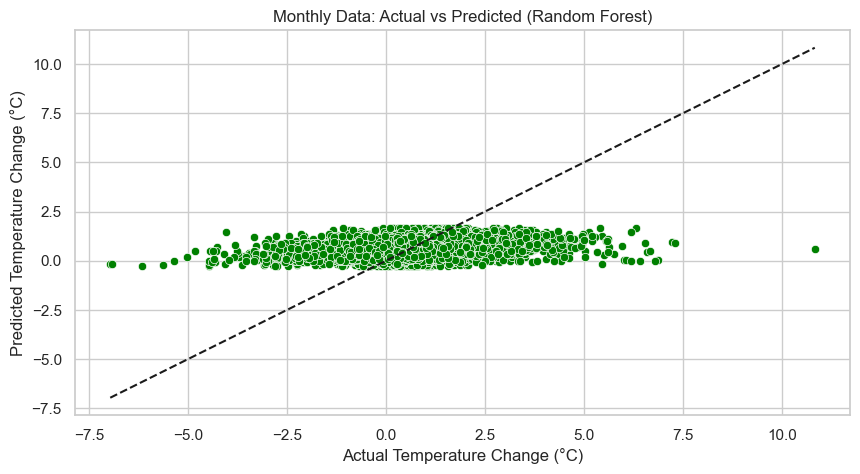 Monthly Data: Actual vs Predicted (Random Forest)
Predicted Temperature Change (°C)
10.0
7.5
5.0
2.5
0.0
−2.5
−5.0
−7.5
−7.5 −5.0 −2.5 0.0 2.5 5.0 7.5 10.0
Actual Temperature Change (°C)